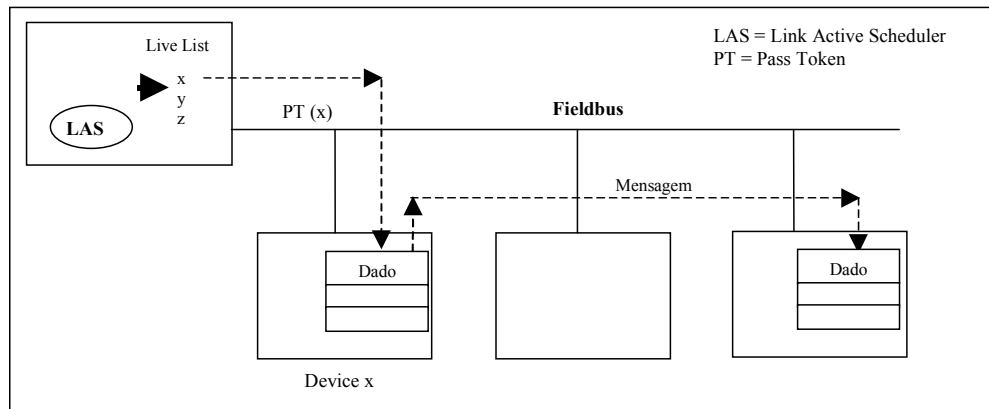 LAS = Link Active Scheduler
PT = Pass Token
Live List
x
y
z
LAS
PT (x)
Fieldbus
Mensagem
Dado
Dado
Device x